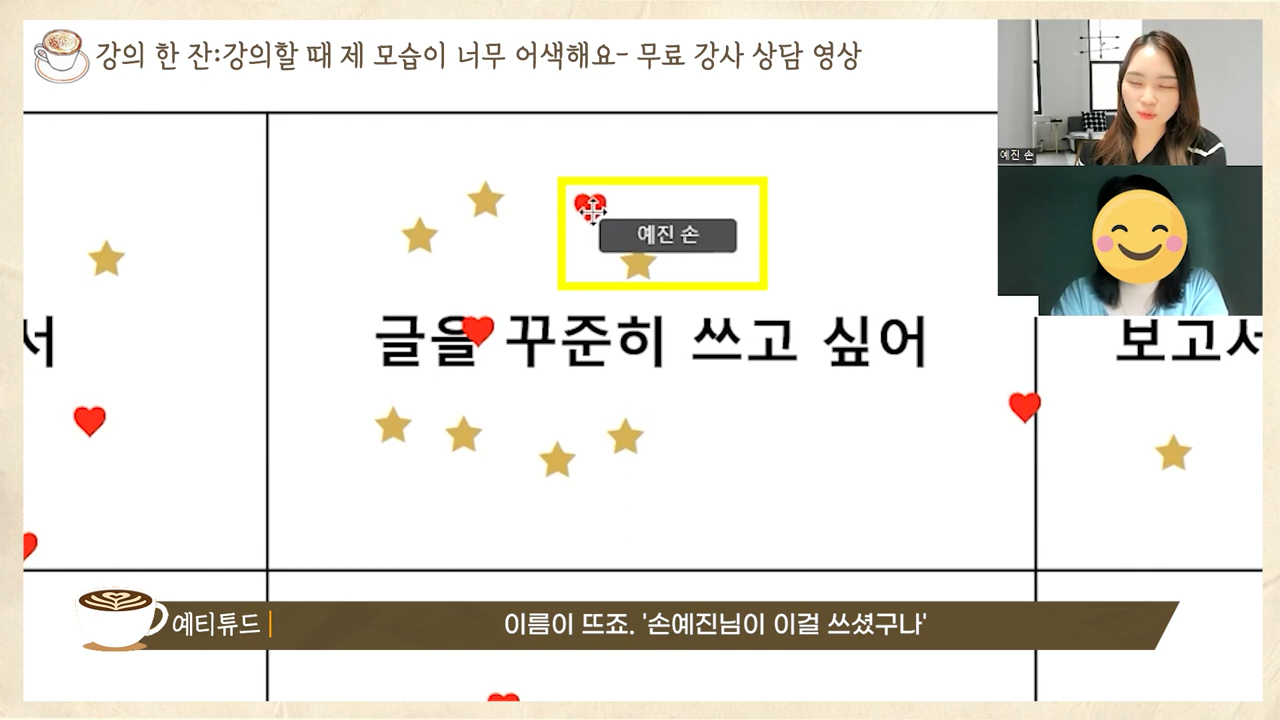 강의 한 잔:강의할 때 제 모습이 너무 어색해요- 무료 강사 상담 영상
예진 손
예진 손
서
글을 꾸준히 쓰고 싶어
보고서
예티튜드
이름이 뜨죠. '손예진님이 이걸 쓰셨구나'